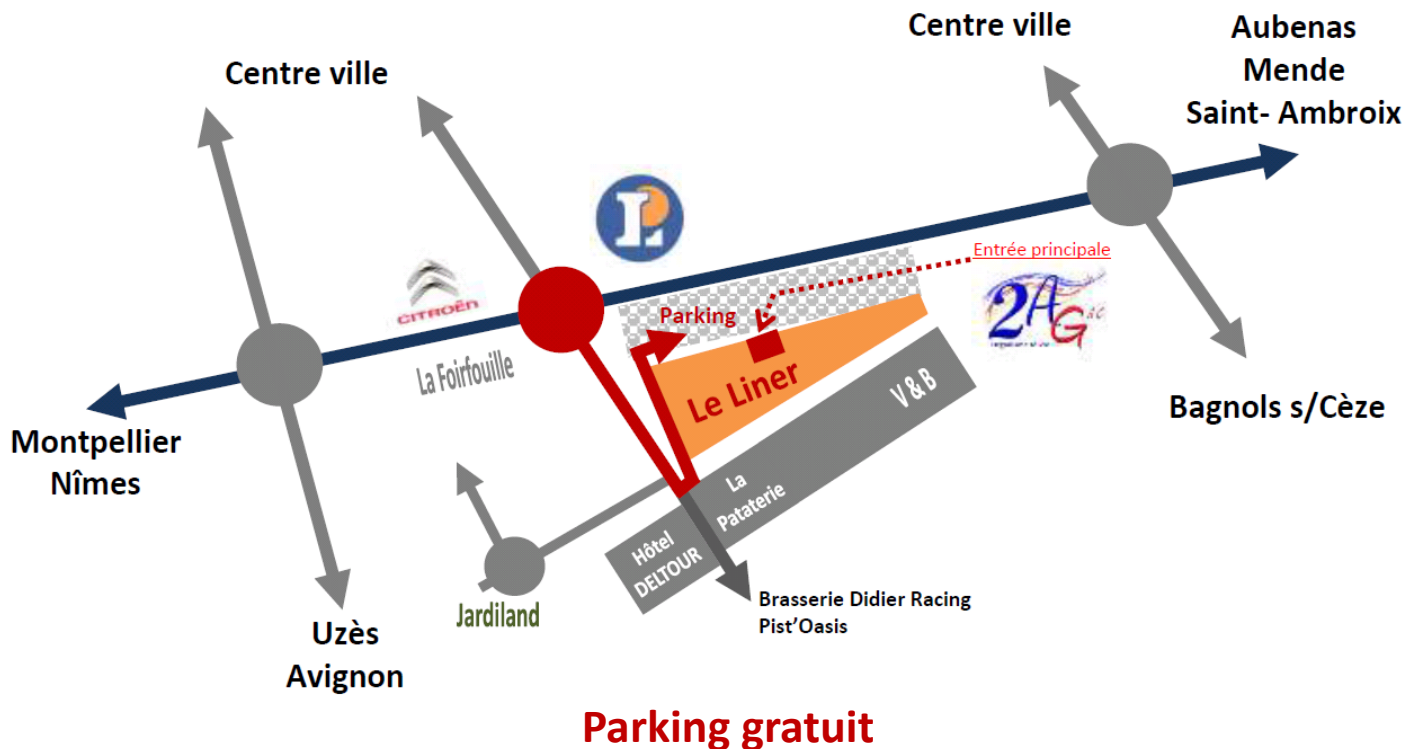 Centre ville
Aubenas
Mende
Saint- Ambroix
Centre ville
L
CITROËN
La Foirfouille
Entrée principale
2AG
Parking
Le Liner
V & B
Montpellier
Nîmes
Bagnols s/Cèze
La
Pataterie
Hôtel
DELTOUR
Jardiland
Brasserie Didier Racing
Pist'Oasis
Uzès
Avignon
Parking gratuit